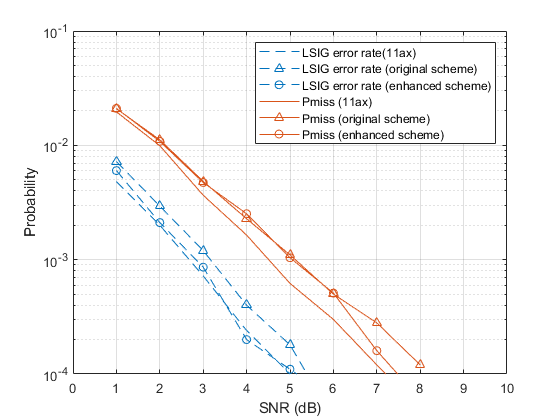 10^-1
LSIG error rate(11ax)
LSIG error rate (original scheme)
LSIG error rate (enhanced scheme)
Pmiss (11ax)
Pmiss (original scheme)
Pmiss (enhanced scheme)
10^-2
Probability
10^-3
10^-4
0 1 2 3 4 5 6 7 8 9 10
SNR (dB)